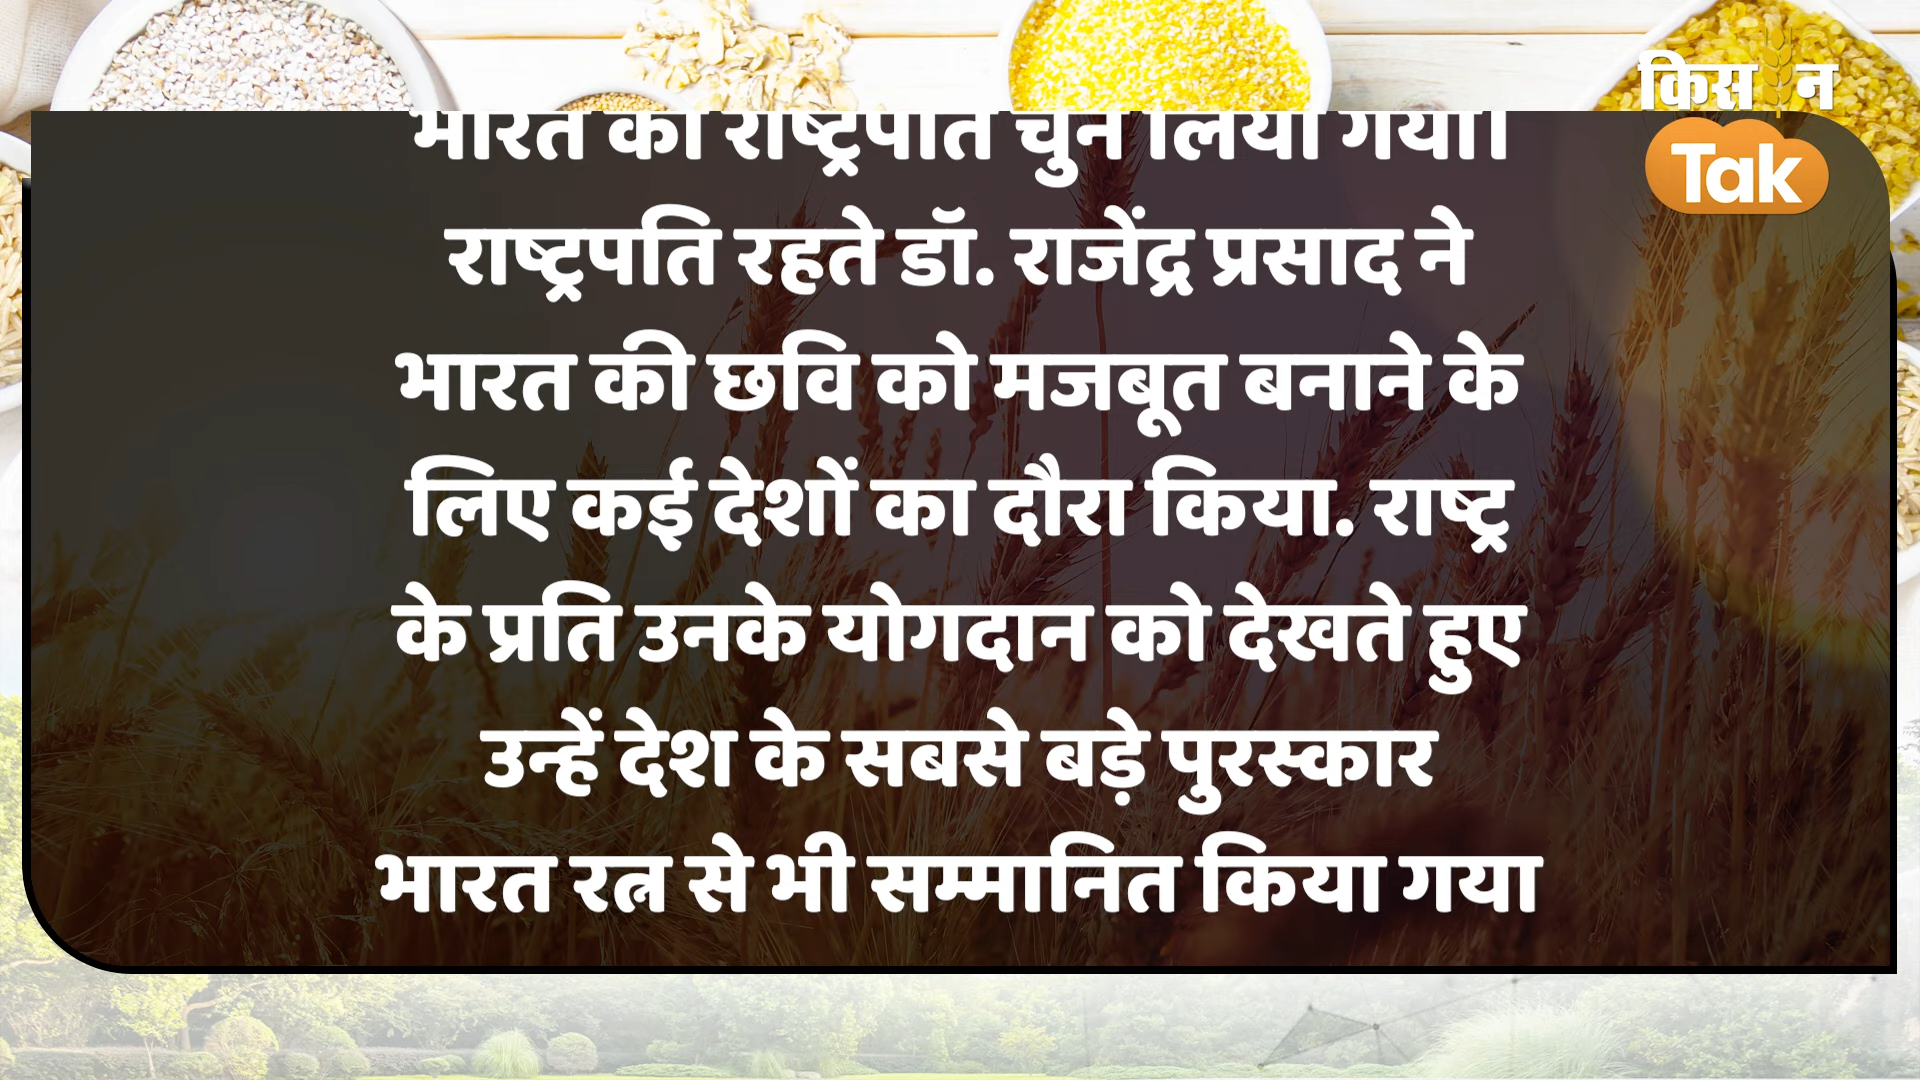 भारत का राष्ट्रपति चुन लिया गया।
राष्ट्रपति रहते डॉ. राजेंद्र प्रसाद ने
भारत की छवि को मजबूत बनाने के
लिए कई देशों का दौरा किया. राष्ट्र
के प्रति उनके योगदान को देखते हुए
उन्हें देश के सबसे बड़े पुरस्कार
भारत रत्न से भी सम्मानित किया गया
किसान
Tak